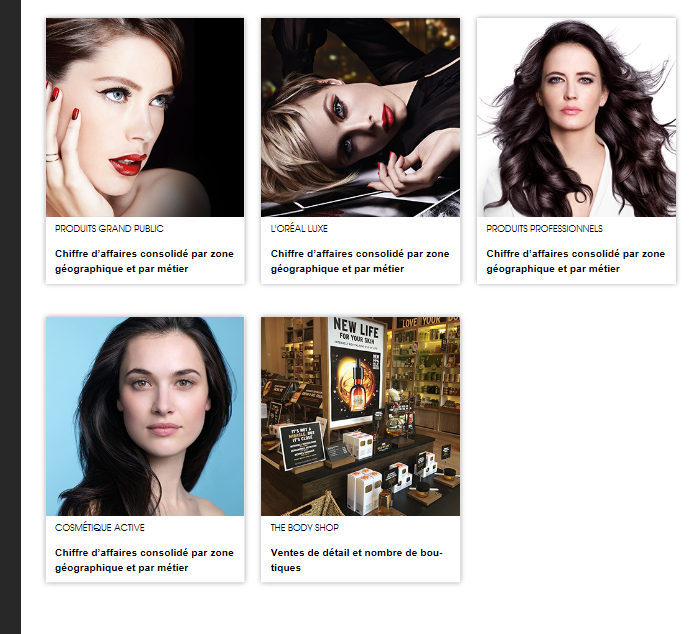 PRODUITS GRAND PUBLIC
Chiffre d'affaires consolidé par zone
géographique et par métier
L'ORÉAL LUXE
Chiffre d'affaires consolidé par zone
géographique et par métier
PRODUITS PROFESSIONNELS
Chiffre d'affaires consolidé par zone
géographique et par métier
COSMÉTIQUE ACTIVE
Chiffre d'affaires consolidé par zone
géographique et par métier
NEW LIFE
FOR YOUR SKIN
LOVE YOUR
IT'S NOT A
MIRACLE, BUT
IT'S CLOSE
THE BODY SHOP
Ventes de détail et nombre de bou-
tiques